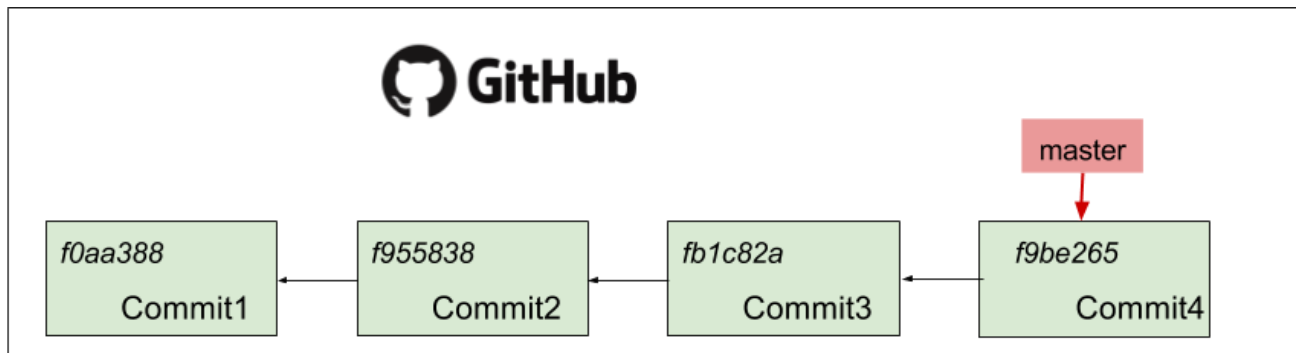 GitHub
master
f0aa388
Commit1
f955838
Commit2
fb1c82a
Commit3
f9be265
Commit4